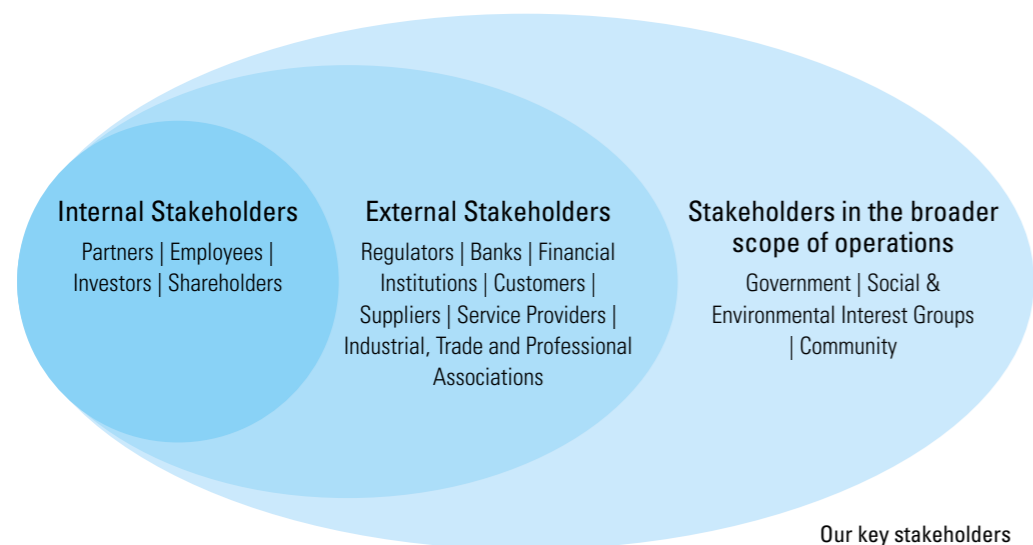 Internal Stakeholders
Partners | Employees |
Investors | Shareholders
External Stakeholders
Regulators | Banks | Financial
Institutions | Customers |
Suppliers | Service Providers |
Industrial, Trade and Professional
Associations
Stakeholders in the broader
scope of operations
Government | Social &
Environmental Interest Groups
| Community
Our key stakeholders